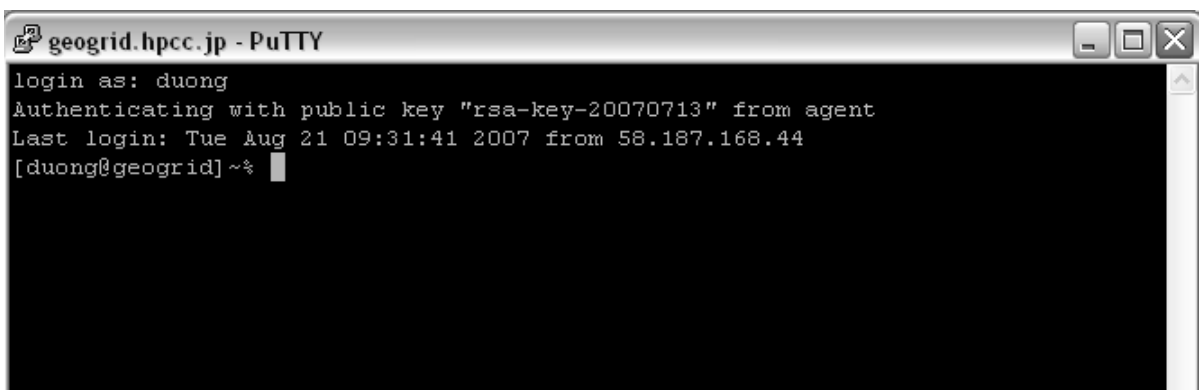 geogrid.hpcc.jp - PuTTY
login as: duong
Authenticating with public key "rsa-key-20070713" from agent
Last login: Tue Aug 21 09:31:41 2007 from 58.187.168.44
[duong@geogrid]~%